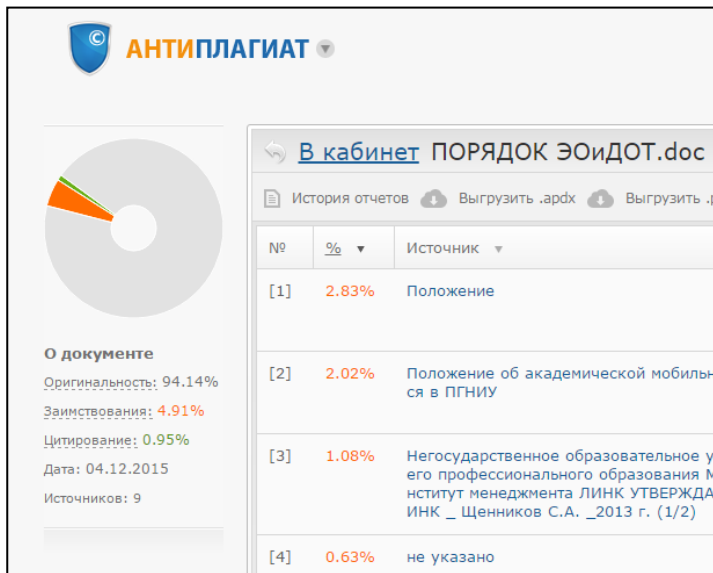 ©
АНТИПЛАГИАТ
В кабинет ПОРЯДОК ЭОиДОТ.doc
История отчетов Выгрузить .apdx Выгрузить
№ % Источник
[1] 2.83% Положение
О документе
Оригинальность: 94.14%
Заимствования: 4.91%
Цитирование: 0.95%
Дата: 04.12.2015
Источников: 9
[2] 2.02% Положение об академической мобильн
ся в ПГНИУ
[3] 1.08% Негосударственное образовательное у
его профессионального образования М
нститут менеджмента ЛИНК УТВЕРЖДА
ИНК _ Щенников С.А. _2013 г. (1/2)
[4] 0.63% не указано